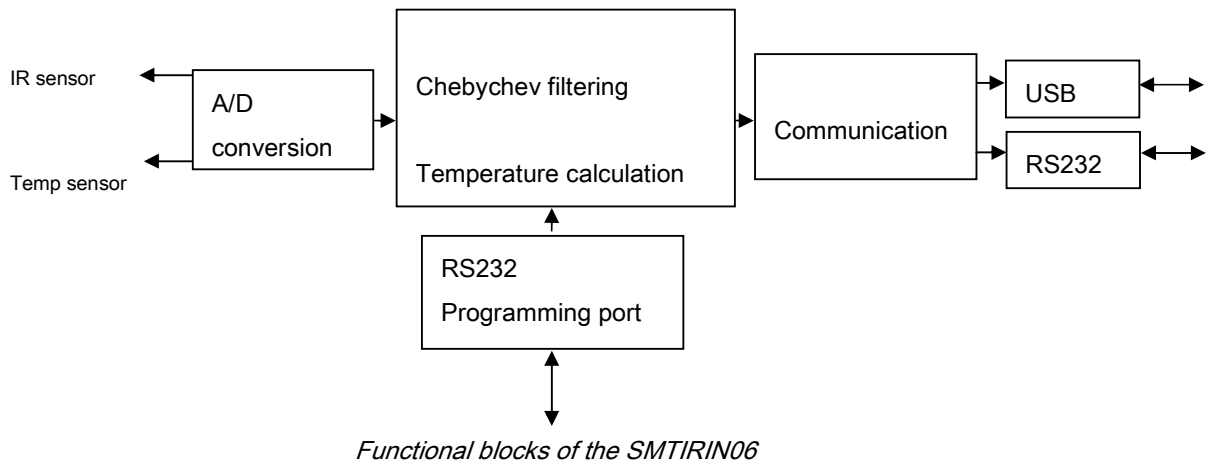 IR sensor
Temp sensor
A/D
conversion
Chebychev filtering
Temperature calculation
Communication
USB
RS232
RS232
Programming port
Functional blocks of the SMTIRIN06